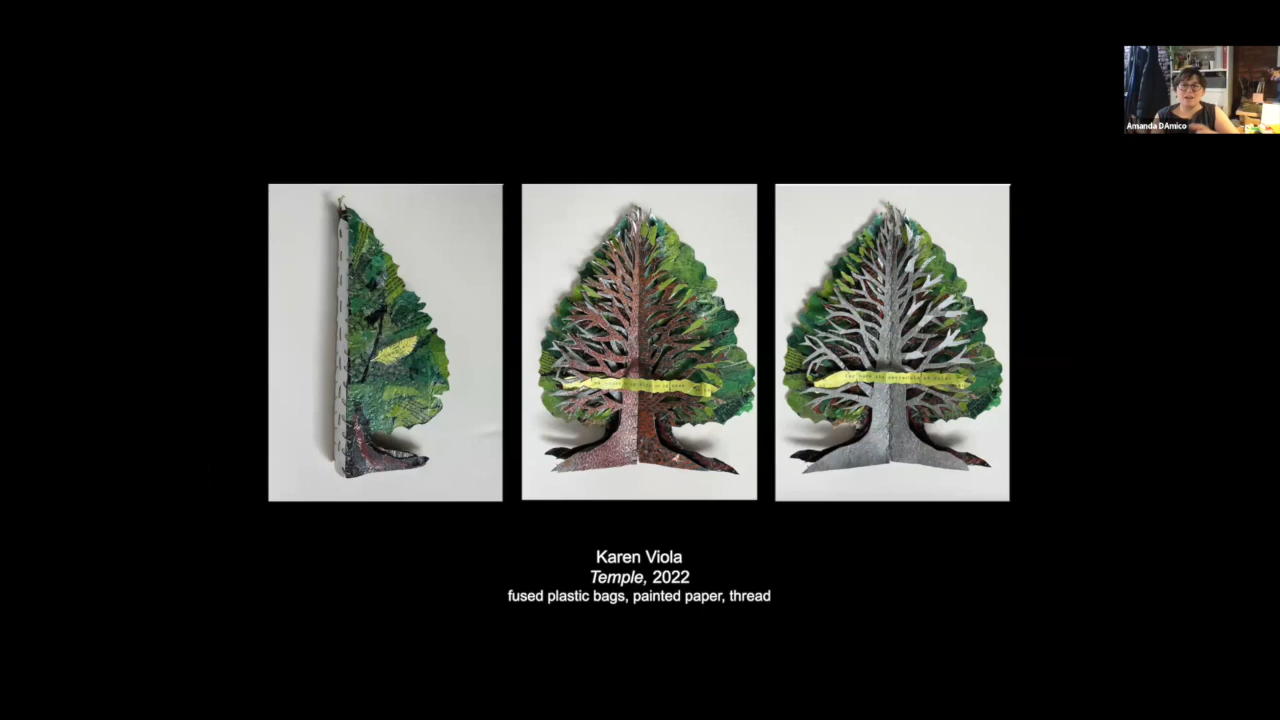 Amanda DAmico
Karen Viola
Temple, 2022
fused plastic bags, painted paper, thread